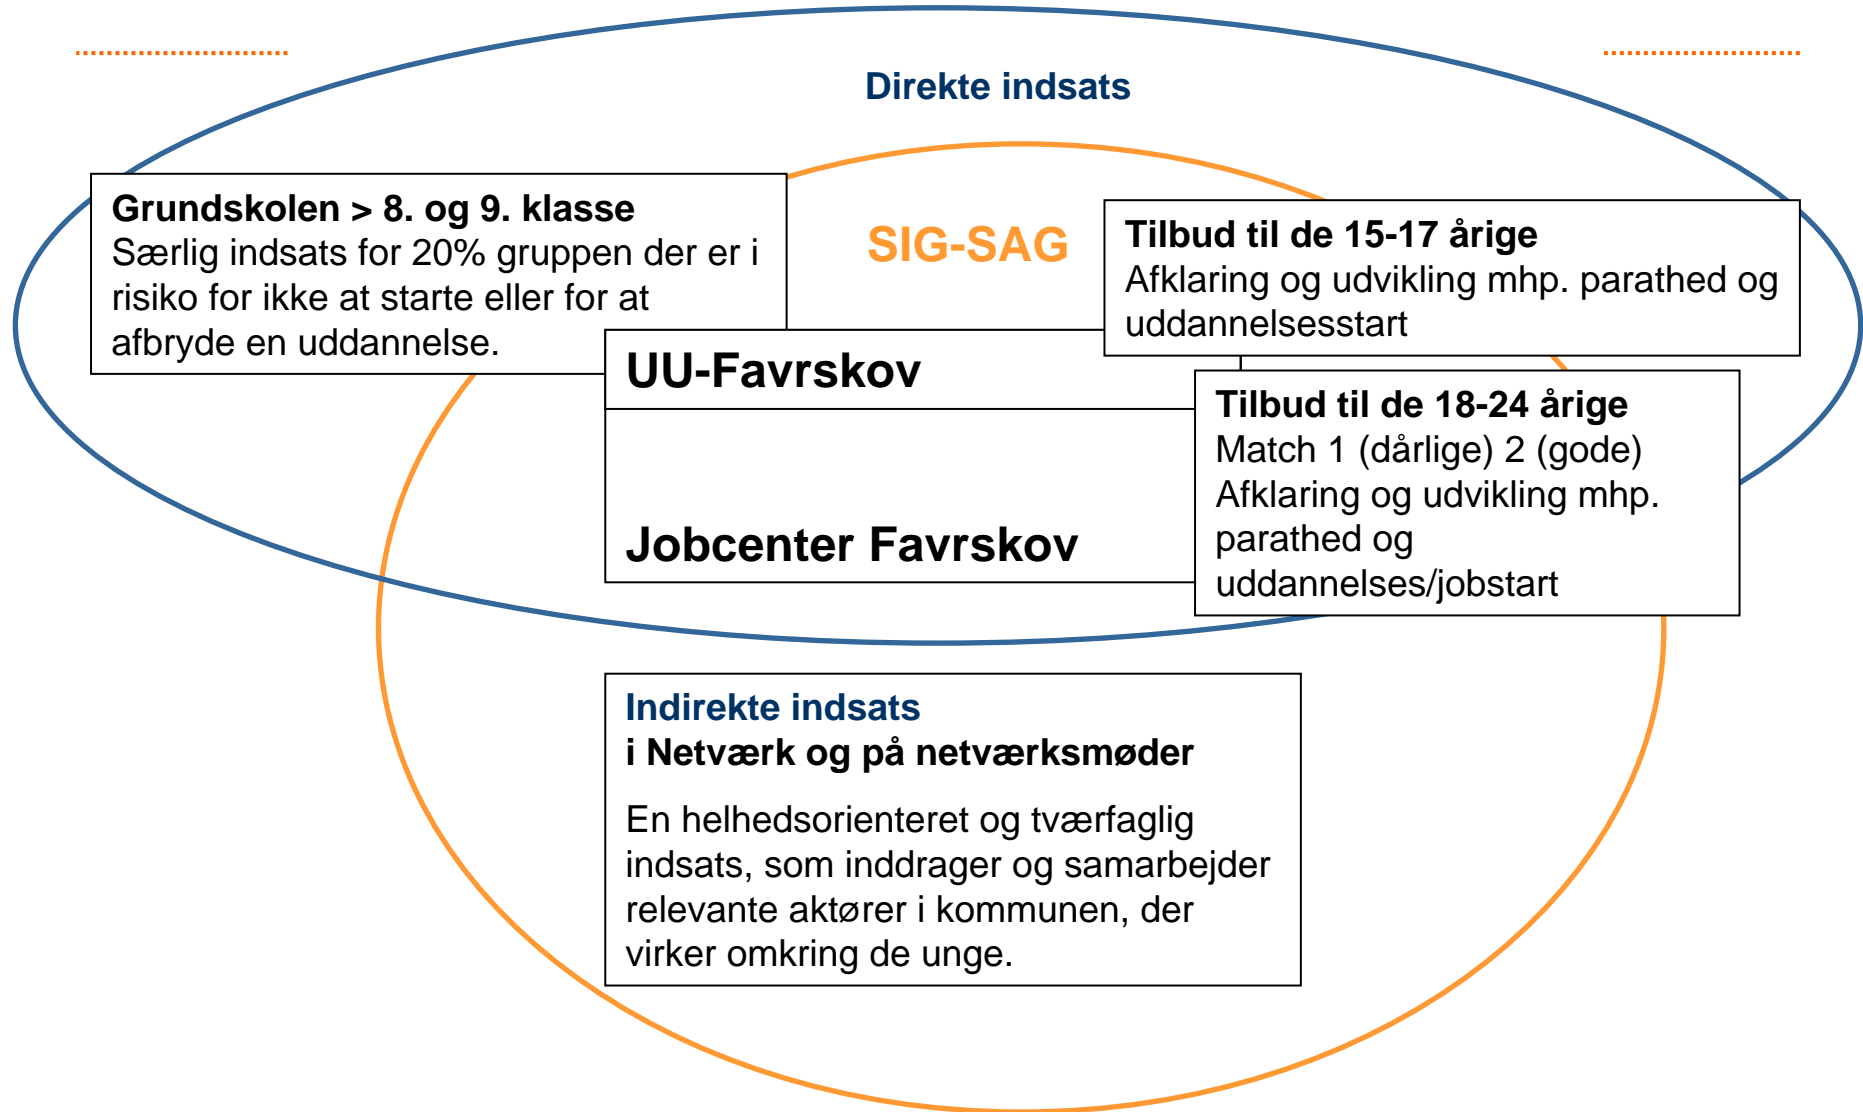 Direkte indsats
Grundskolen > 8. og 9. klasse
Særlig indsats for 20% gruppen der er i
risiko for ikke at starte eller for at
afbryde en uddannelse.
SIG-SAG
Tilbud til de 15-17 årige
Afklaring og udvikling mhp. parathed og
uddannelsesstart
UU-Favrskov
Jobcenter Favrskov
Tilbud til de 18-24 årige
Match 1 (dårlige) 2 (gode)
Afklaring og udvikling mhp.
parathed og
uddannelses/jobstart
Indirekte indsats
i Netværk og på netværksmøder
En helhedsorienteret og tværfaglig
indsats, som inddrager og samarbejder
relevante aktører i kommunen, der
virker omkring de unge.